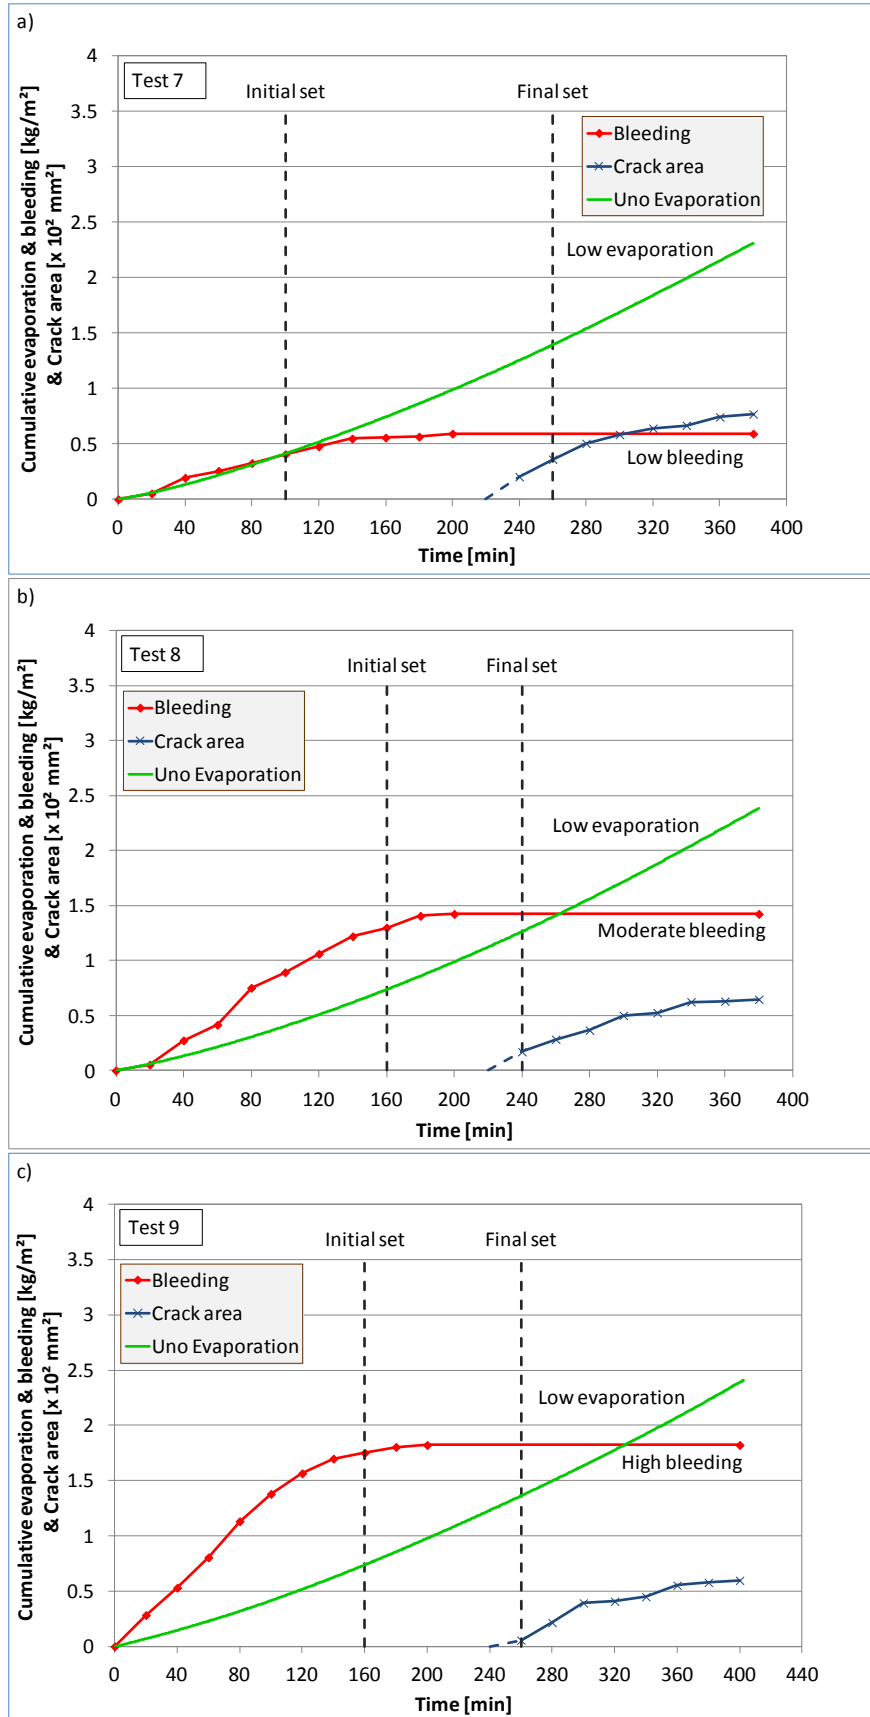 a)
Test 7
Initial set
Final set
Bleeding
Crack area
Uno Evaporation
Low evaporation
Low bleeding
Cumulative evaporation & bleeding [kg/m²]
& Crack area [x 10² mm²]
4
3.5
3
2.5
2
1.5
1
0.5
0
0 40 80 120 160 200 240 280 320 360 400
Time [min]
b)
Test 8
Initial set
Final set
Bleeding
Crack area
Uno Evaporation
Low evaporation
Moderate bleeding
Cumulative evaporation & bleeding [kg/m²]
& Crack area [x 10² mm²]
4
3.5
3
2.5
2
1.5
1
0.5
0
0 40 80 120 160 200 240 280 320 360 400
Time [min]
c)
Test 9
Initial set
Final set
Bleeding
Crack area
Uno Evaporation
Low evaporation
High bleeding
Cumulative evaporation & bleeding [kg/m²]
& Crack area [x 10² mm²]
4
3.5
3
2.5
2
1.5
1
0.5
0
0 40 80 120 160 200 240 280 320 360 400 440
Time [min]